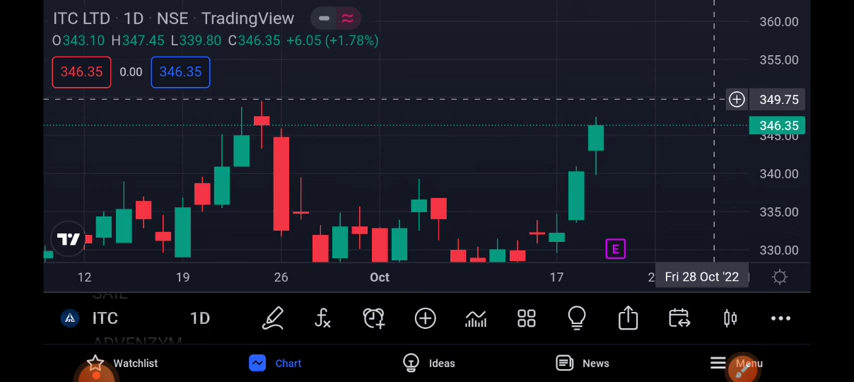 ITC LTD · 1D · NSE · TradingView
O343.10 H347.45 L339.80 C346.35 +6.05 (+1.78%)
346.35 0.00 346.35
360.00
355.00
349.75
346.35
345.00
340.00
335.00
330.00
E
12 19 26 Oct 17 2 Fri 28 Oct '22
SAIL
ITC 1D
ADVENZYM
Watchlist Chart Ideas News Menu